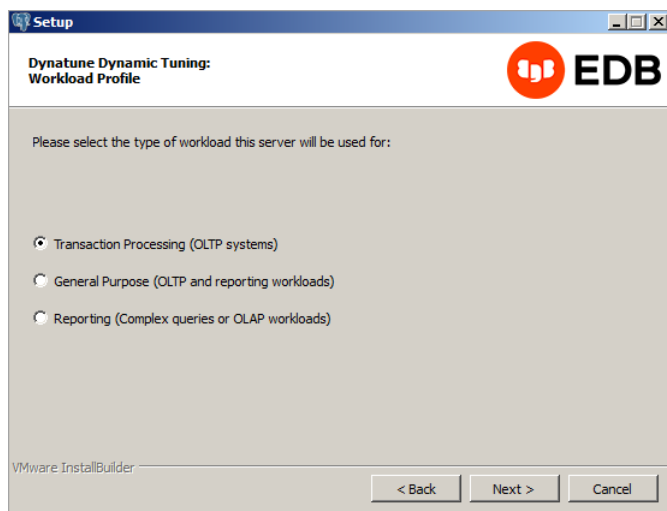 Setup
Dynatune Dynamic Tuning:
Workload Profile
EDB
Please select the type of workload this server will be used for:
Transaction Processing (OLTP systems)
General Purpose (OLTP and reporting workloads)
Reporting (Complex queries or OLAP workloads)
VMware InstallBuilder
< Back
Next >
Cancel